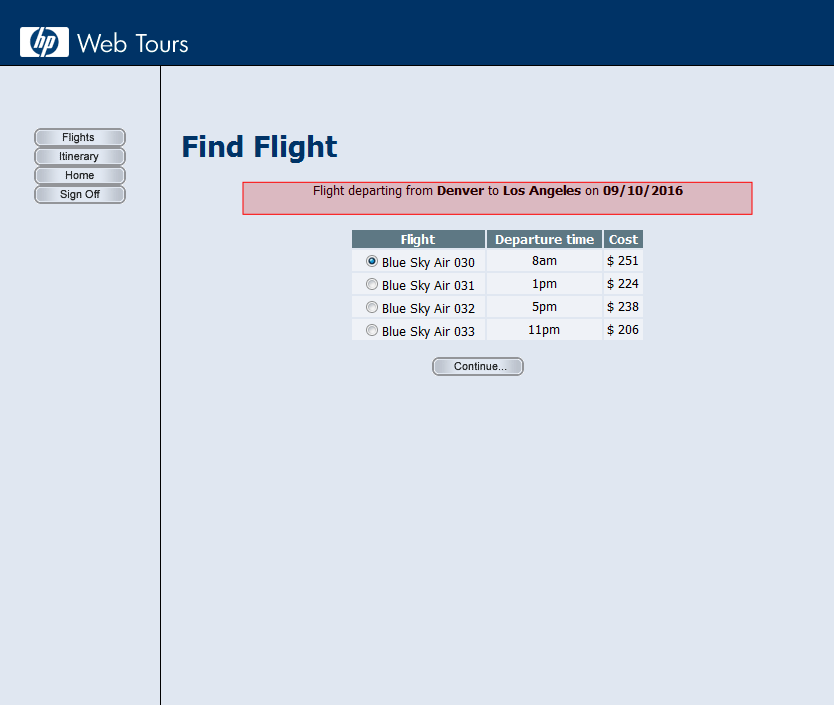 hp Web Tours
Flights
Itinerary
Home
Sign Off
Find Flight
Flight departing from Denver to Los Angeles on 09/10/2016
Flight Departure time Cost
Blue Sky Air 030 8am $ 251
Blue Sky Air 031 1pm $ 224
Blue Sky Air 032 5pm $ 238
Blue Sky Air 033 11pm $ 206
Continue...